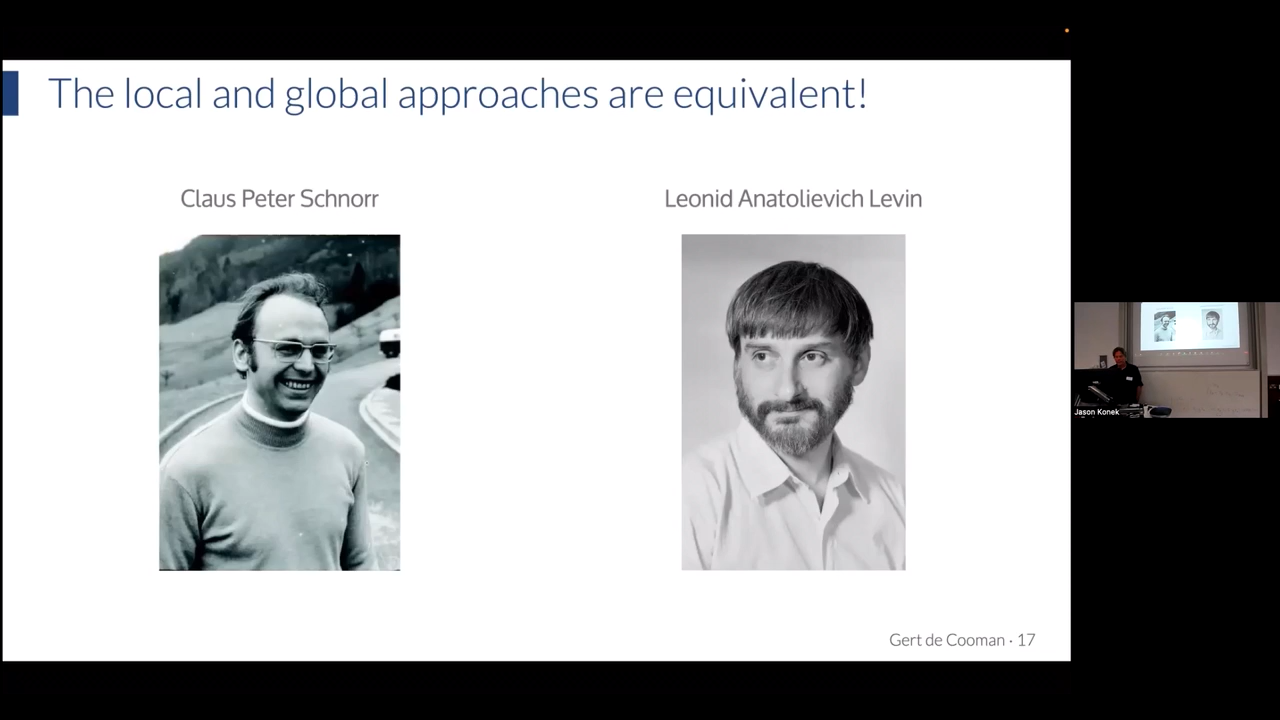 The local and global approaches are equivalent!
Claus Peter Schnorr
Leonid Anatolievich Levin
Gert de Cooman · 17
Jason Konek